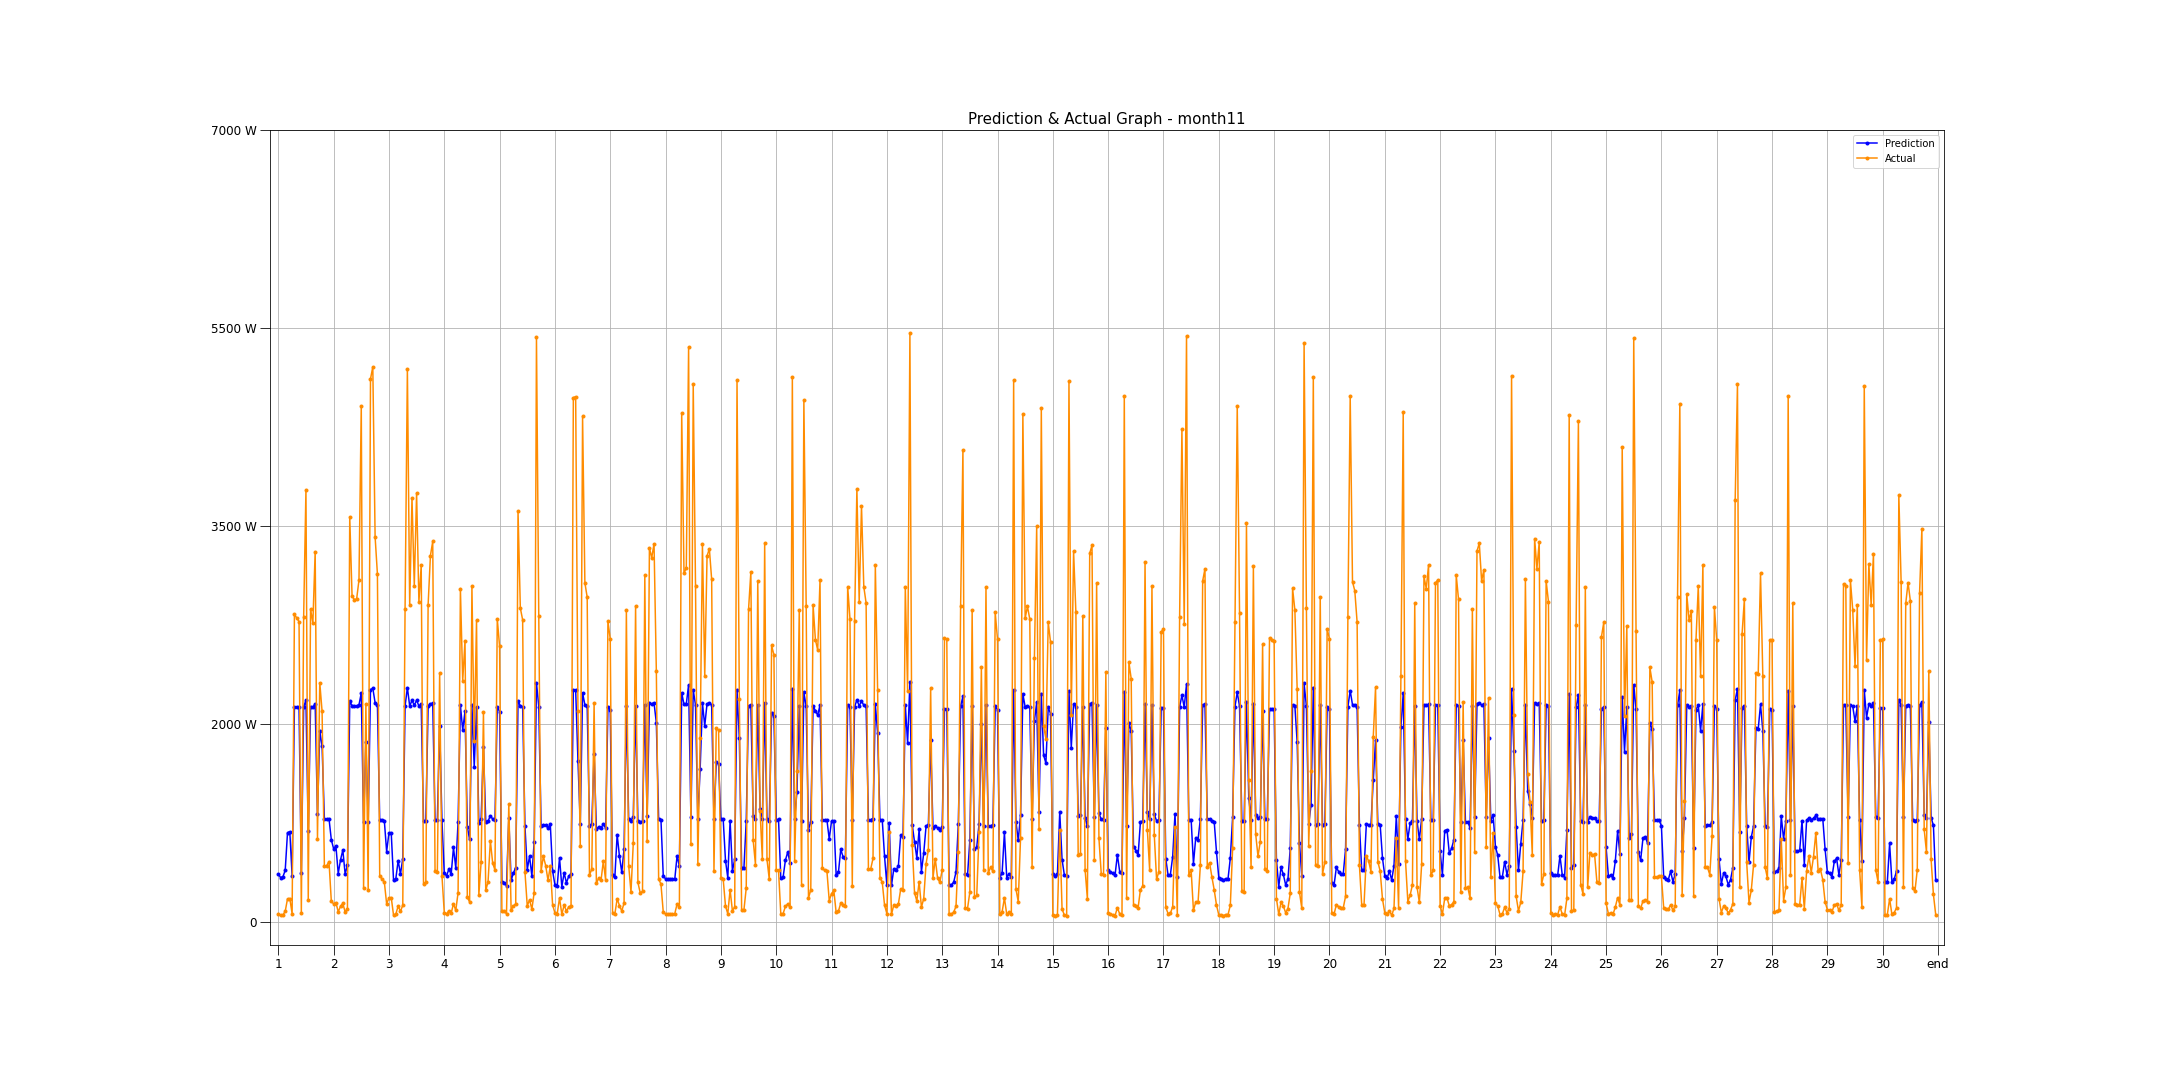 Prediction & Actual Graph - month11
7000 W
5500 W
3500 W
2000 W
0
Prediction
Actual
1 2 3 4 5 6 7 8 9 10 11 12 13 14 15 16 17 18 19 20 21 22 23 24 25 26 27 28 29 30 end